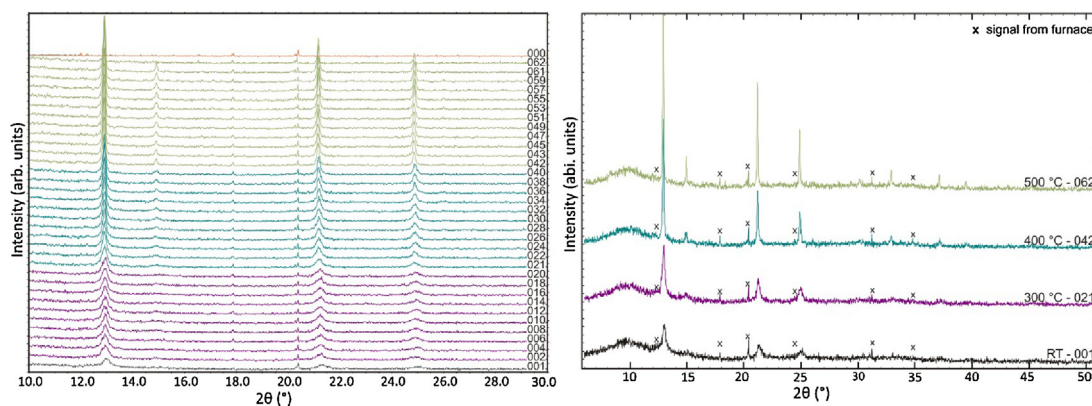 Intensity (arb. units)
000
062
061
059
057
055
053
051
049
047
045
043
042
040
038
036
034
032
030
028
026
024
022
021
020
018
016
014
012
010
008
006
004
002
001
10.0 12.0 14.0 16.0 18.0 20.0 22.0 24.0 26.0 28.0 30.0
2θ (°)
Intensity (abi. units)
x signal from furnace
x x x x x x
500 °C - 062
x x x x x x
400 °C - 042
x x x x x x
300 °C - 021
x x x x x x
RT - 001
10 15 20 25 30 35 40 45 50
2θ (°)